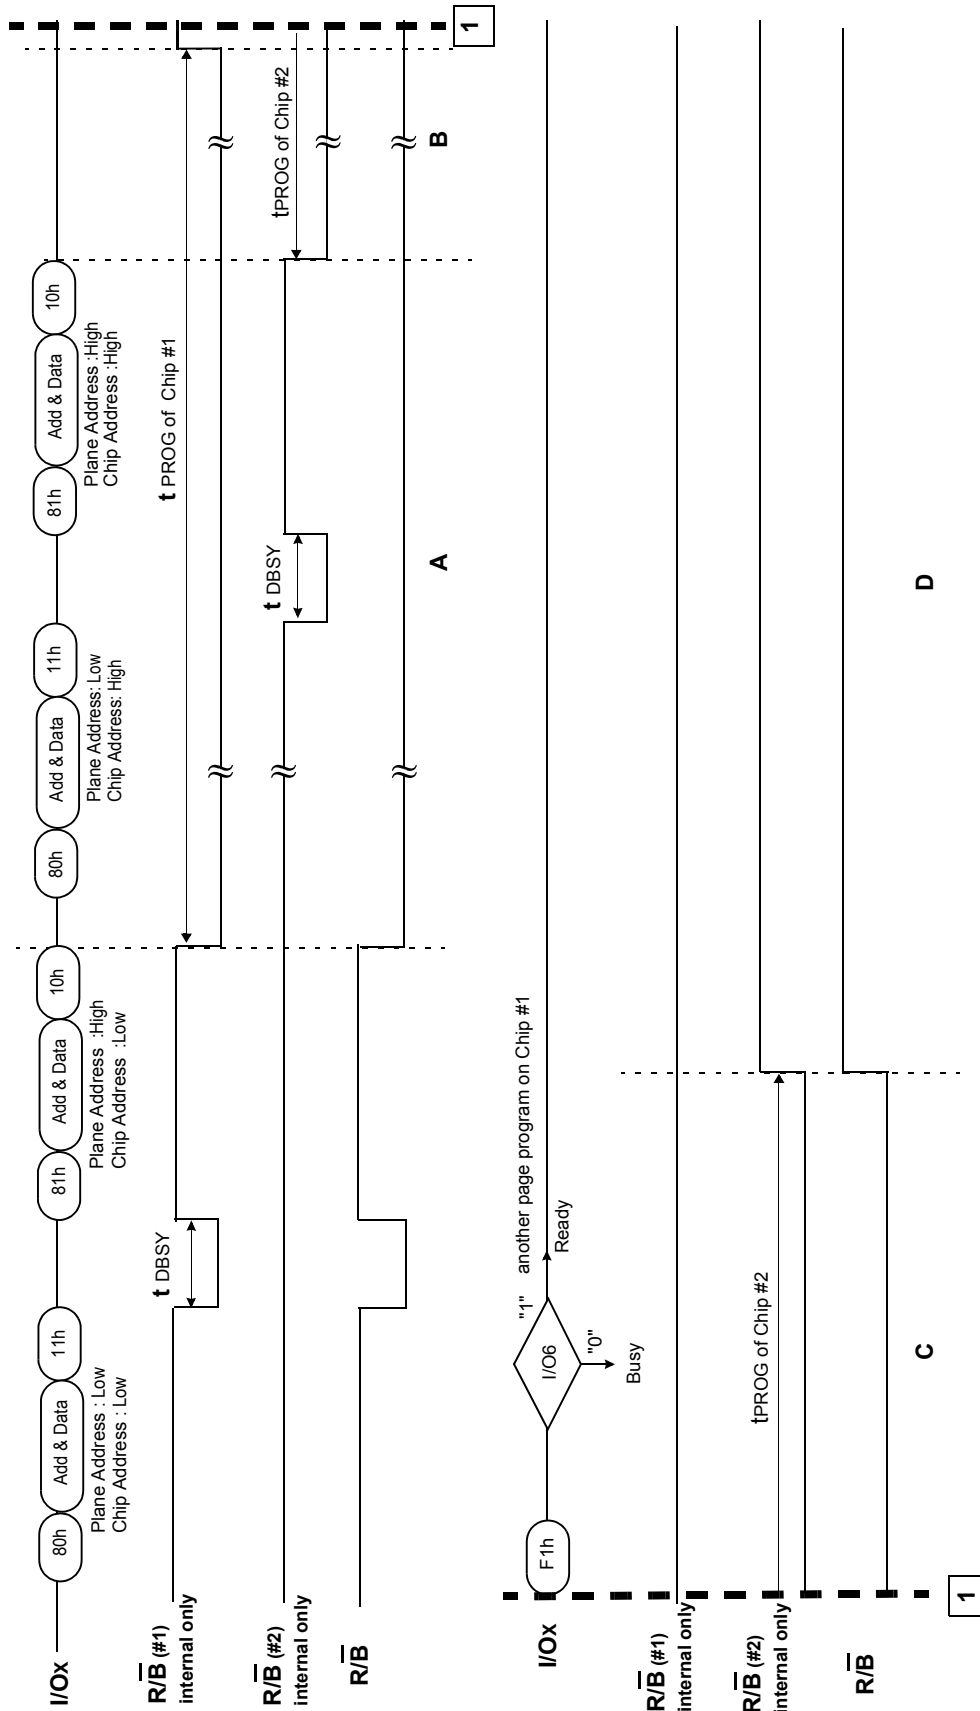 I/Ox
80h
Add & Data
11h
Plane Address : Low
Chip Address : Low
81h
Add & Data
10h
Plane Address :High
Chip Address :Low
80h
Add & Data
11h
Plane Address: Low
Chip Address: High
81h
Add & Data
10h
Plane Address :High
Chip Address :High
R/B (#1)
internal only
t DBSY
t PROG of Chip #1
R/B (#2)
internal only
t DBSY
tPROG of Chip #2
R/B
A
B
1
I/Ox
F1h
I/O6
"1"
another page program on Chip #1
Ready
"0"
Busy
R/B (#1)
internal only
R/B (#2)
internal only
tPROG of Chip #2
R/B
C
D
1